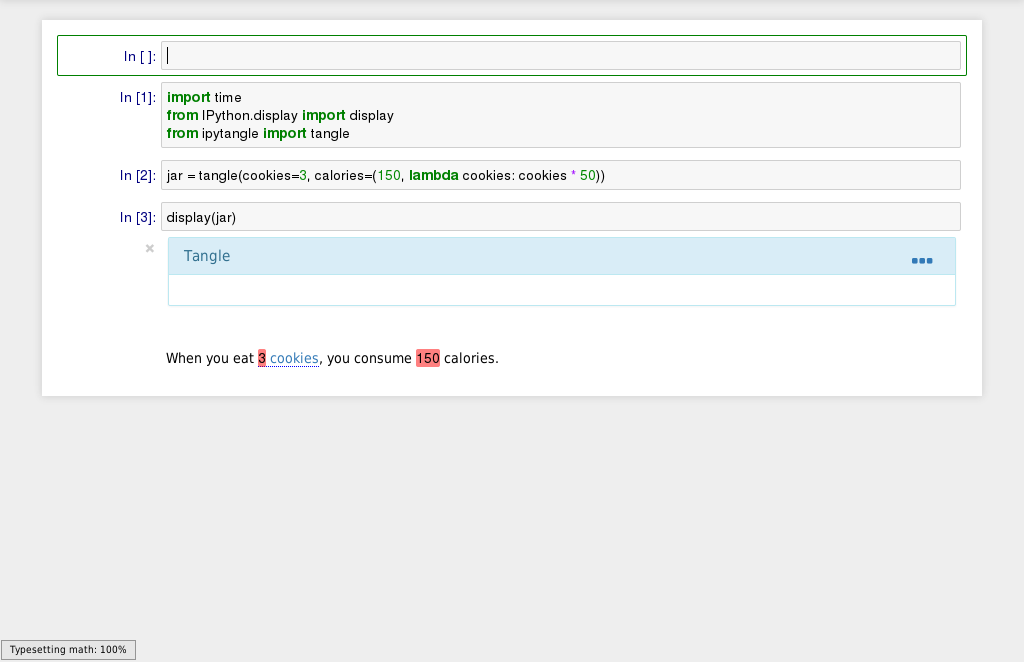 In [ ]:
In [1]: import time
from IPython.display import display
from ipytangle import tangle
In [2]: jar = tangle(cookies=3, calories=(150, lambda cookies: cookies * 50))
In [3]: display(jar)
Tangle
When you eat 3 cookies, you consume 150 calories.
Typesetting math: 100%